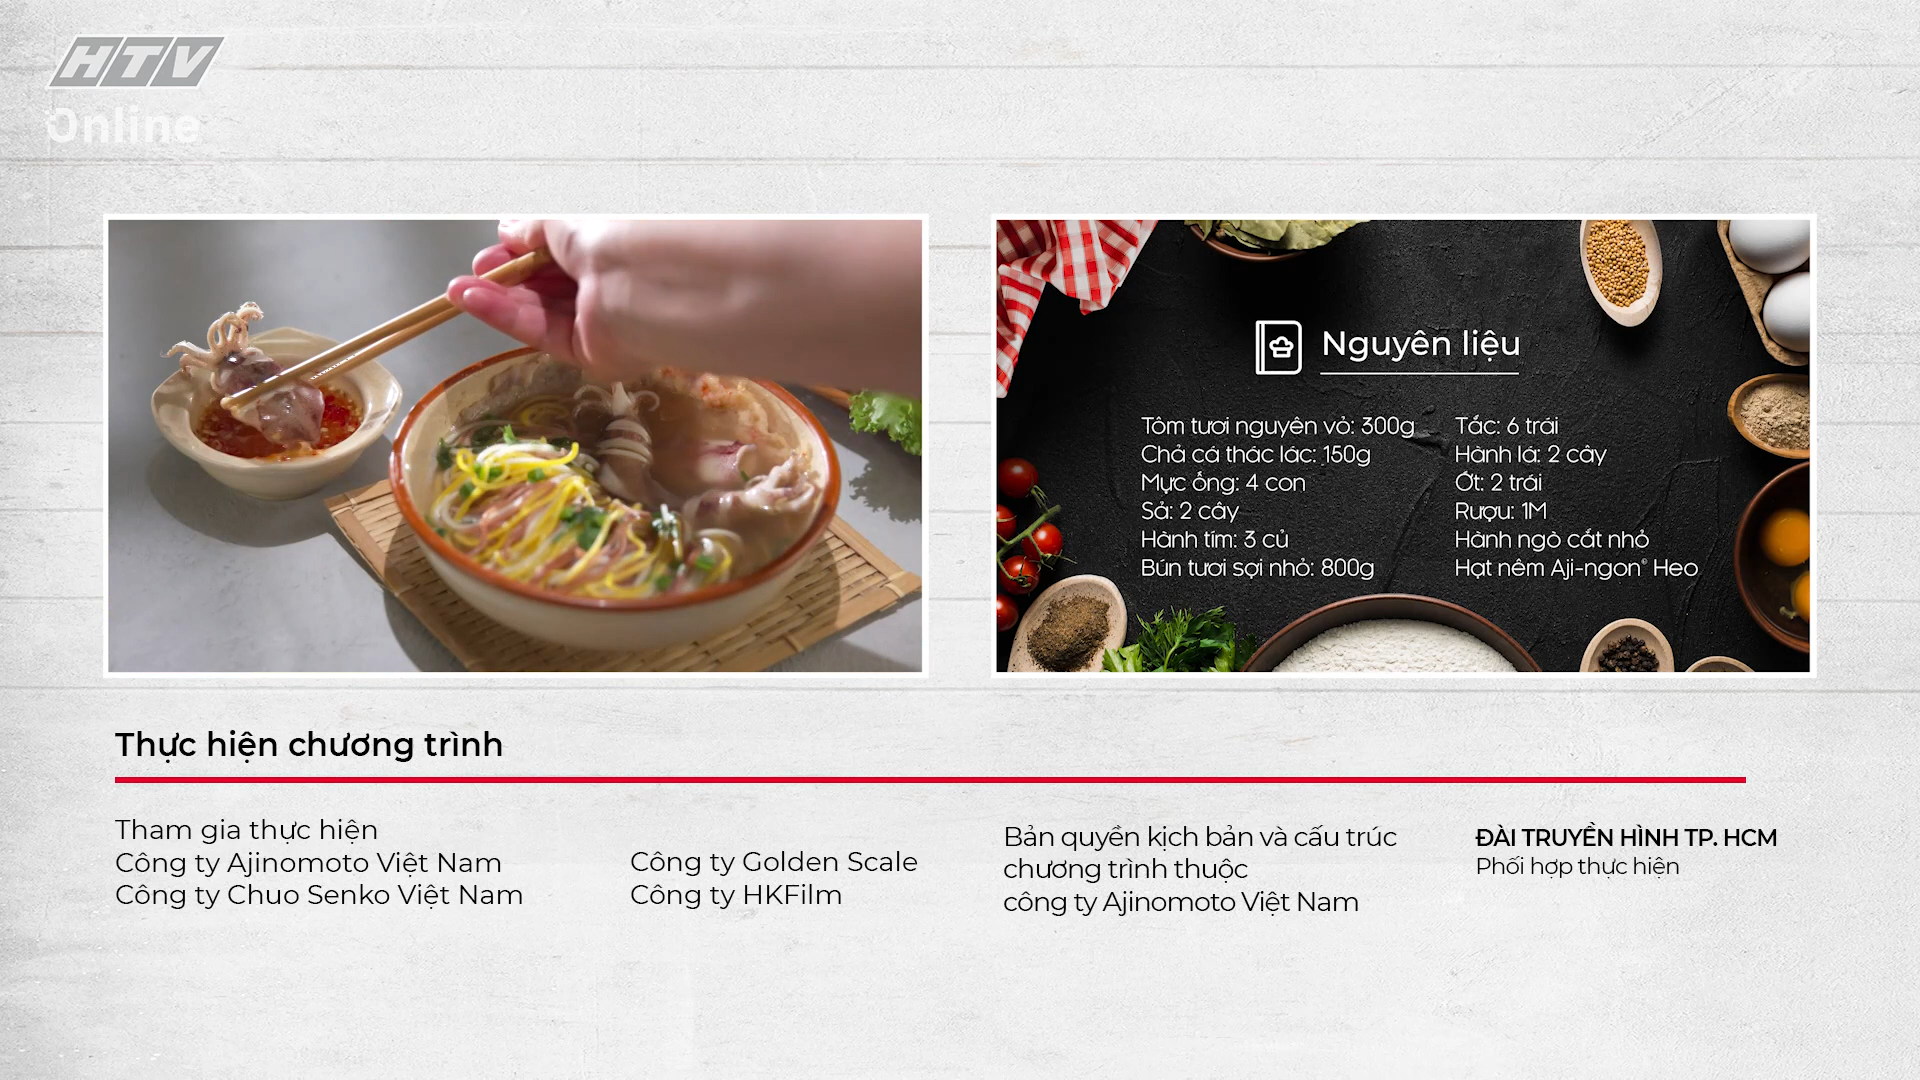 HTV
Online
Nguyên liệu
Tôm tươi nguyên vỏ: 300g
Chả cá thác lác: 150g
Mực ống: 4 con
Sả: 2 cây
Hành tím: 3 củ
Bún tươi sợi nhỏ: 800g
Tắc: 6 trái
Hành lá: 2 cây
Ớt: 2 trái
Rượu: 1M
Hành ngò cắt nhỏ
Hạt nêm Aji-ngon® Heo
Thực hiện chương trình
Tham gia thực hiện
Công ty Ajinomoto Việt Nam
Công ty Chuo Senko Việt Nam
Công ty Golden Scale
Công ty HKFilm
Bản quyền kịch bản và cấu trúc
chương trình thuộc
công ty Ajinomoto Việt Nam
ĐÀI TRUYỀN HÌNH TP. HCM
Phối hợp thực hiện